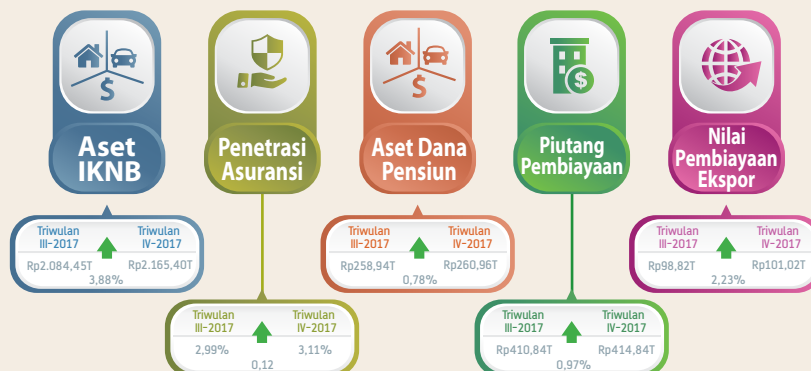 Aset
IKNB
Penetrasi
Asuransi
Aset Dana
Pensiun
Piutang
Pembiayaan
Nilai
Pembiayaan
Ekspor
Triwulan
III-2017
Triwulan
IV-2017
Rp2.084,45T
Rp2.165,40T
3,88%
Triwulan
III-2017
Triwulan
IV-2017
2,99%
3,11%
0,12
Triwulan
III-2017
Triwulan
IV-2017
Rp258,94T
Rp260,96T
0,78%
Triwulan
III-2017
Triwulan
IV-2017
Rp410,84T
Rp414,84T
0,97%
Triwulan
III-2017
Triwulan
IV-2017
Rp98,82T
Rp101,02T
2,23%